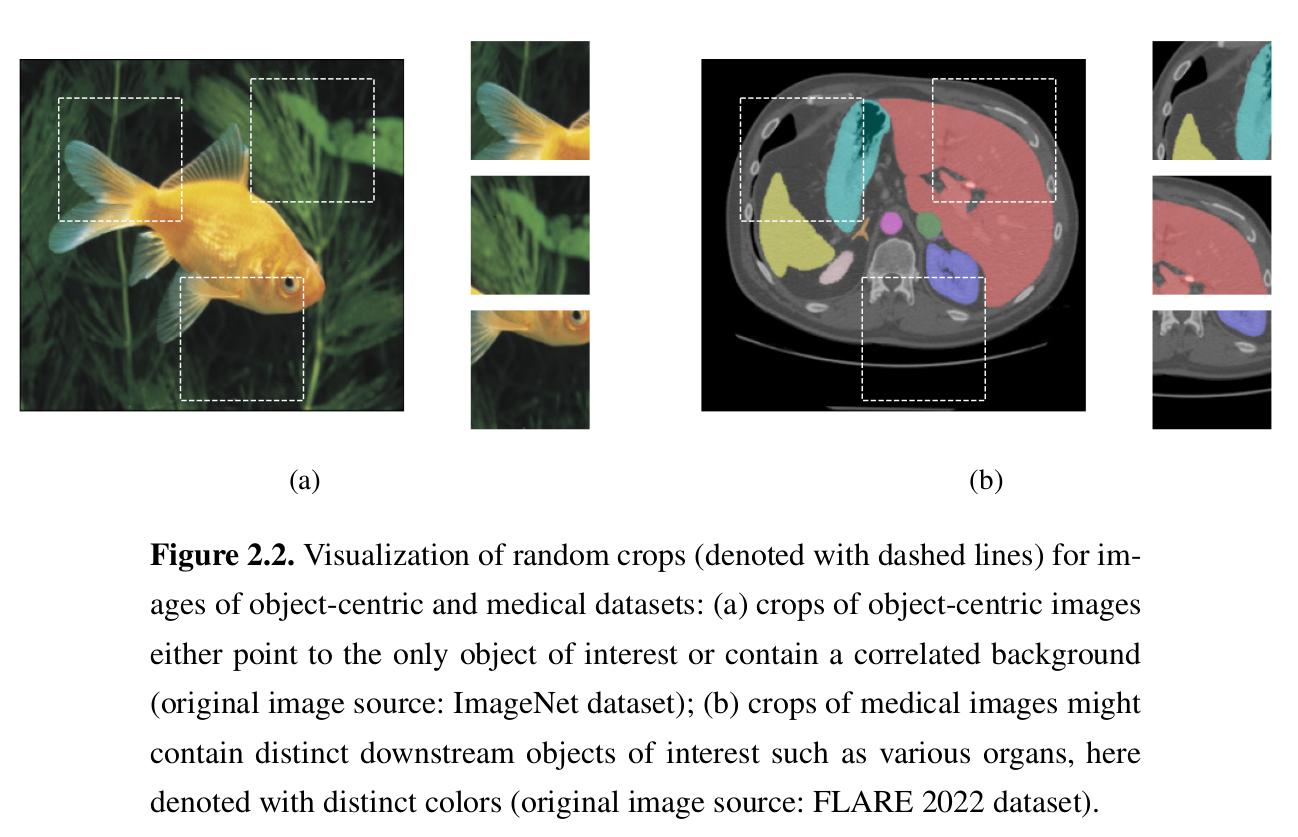 (a)
(b)
Figure 2.2. Visualization of random crops (denoted with dashed lines) for im-
ages of object-centric and medical datasets: (a) crops of object-centric images
either point to the only object of interest or contain a correlated background
(original image source: ImageNet dataset); (b) crops of medical images might
contain distinct downstream objects of interest such as various organs, here
denoted with distinct colors (original image source: FLARE 2022 dataset).